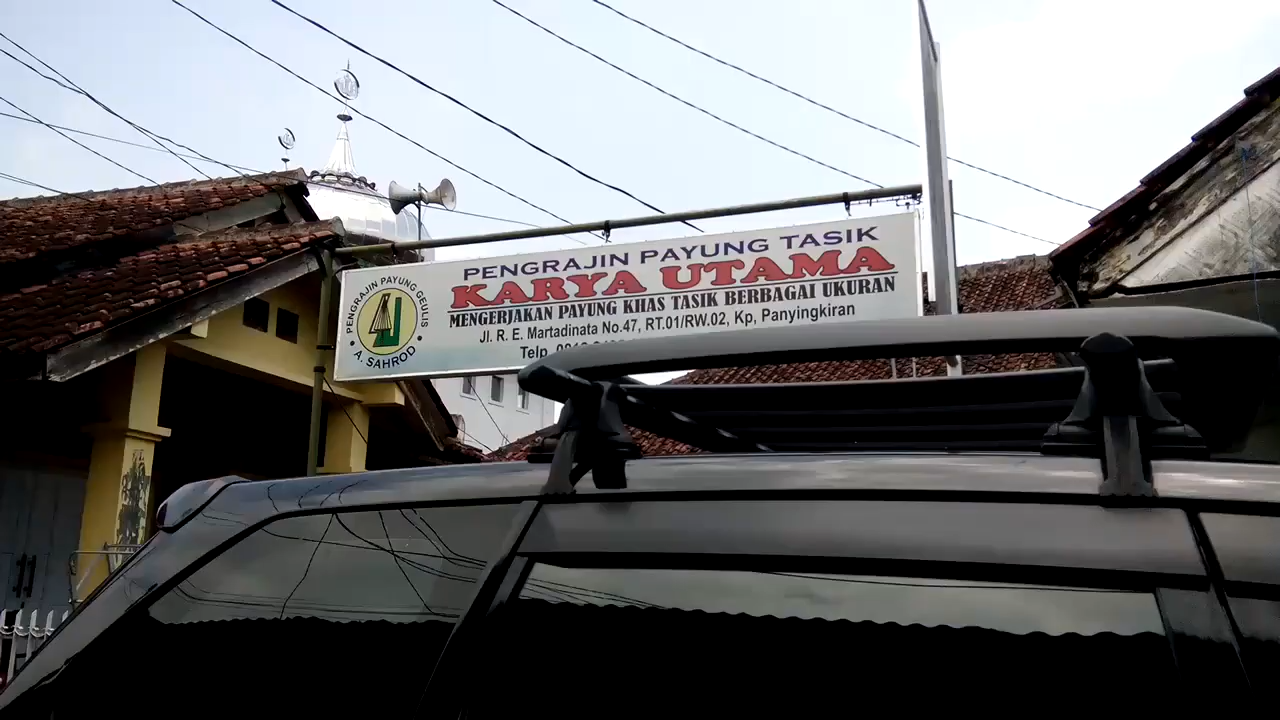 PENGRAJIN PAYUNG GEULIS
• A. SAHROD •
PENGRAJIN PAYUNG TASIK
KARYA UTAMA
MENGERJAKAN PAYUNG KHAS TASIK BERBAGAI UKURAN
Jl. R. E. Martadinata No.47, RT.01/RW.02, Kp, Panyingkiran
Telp.